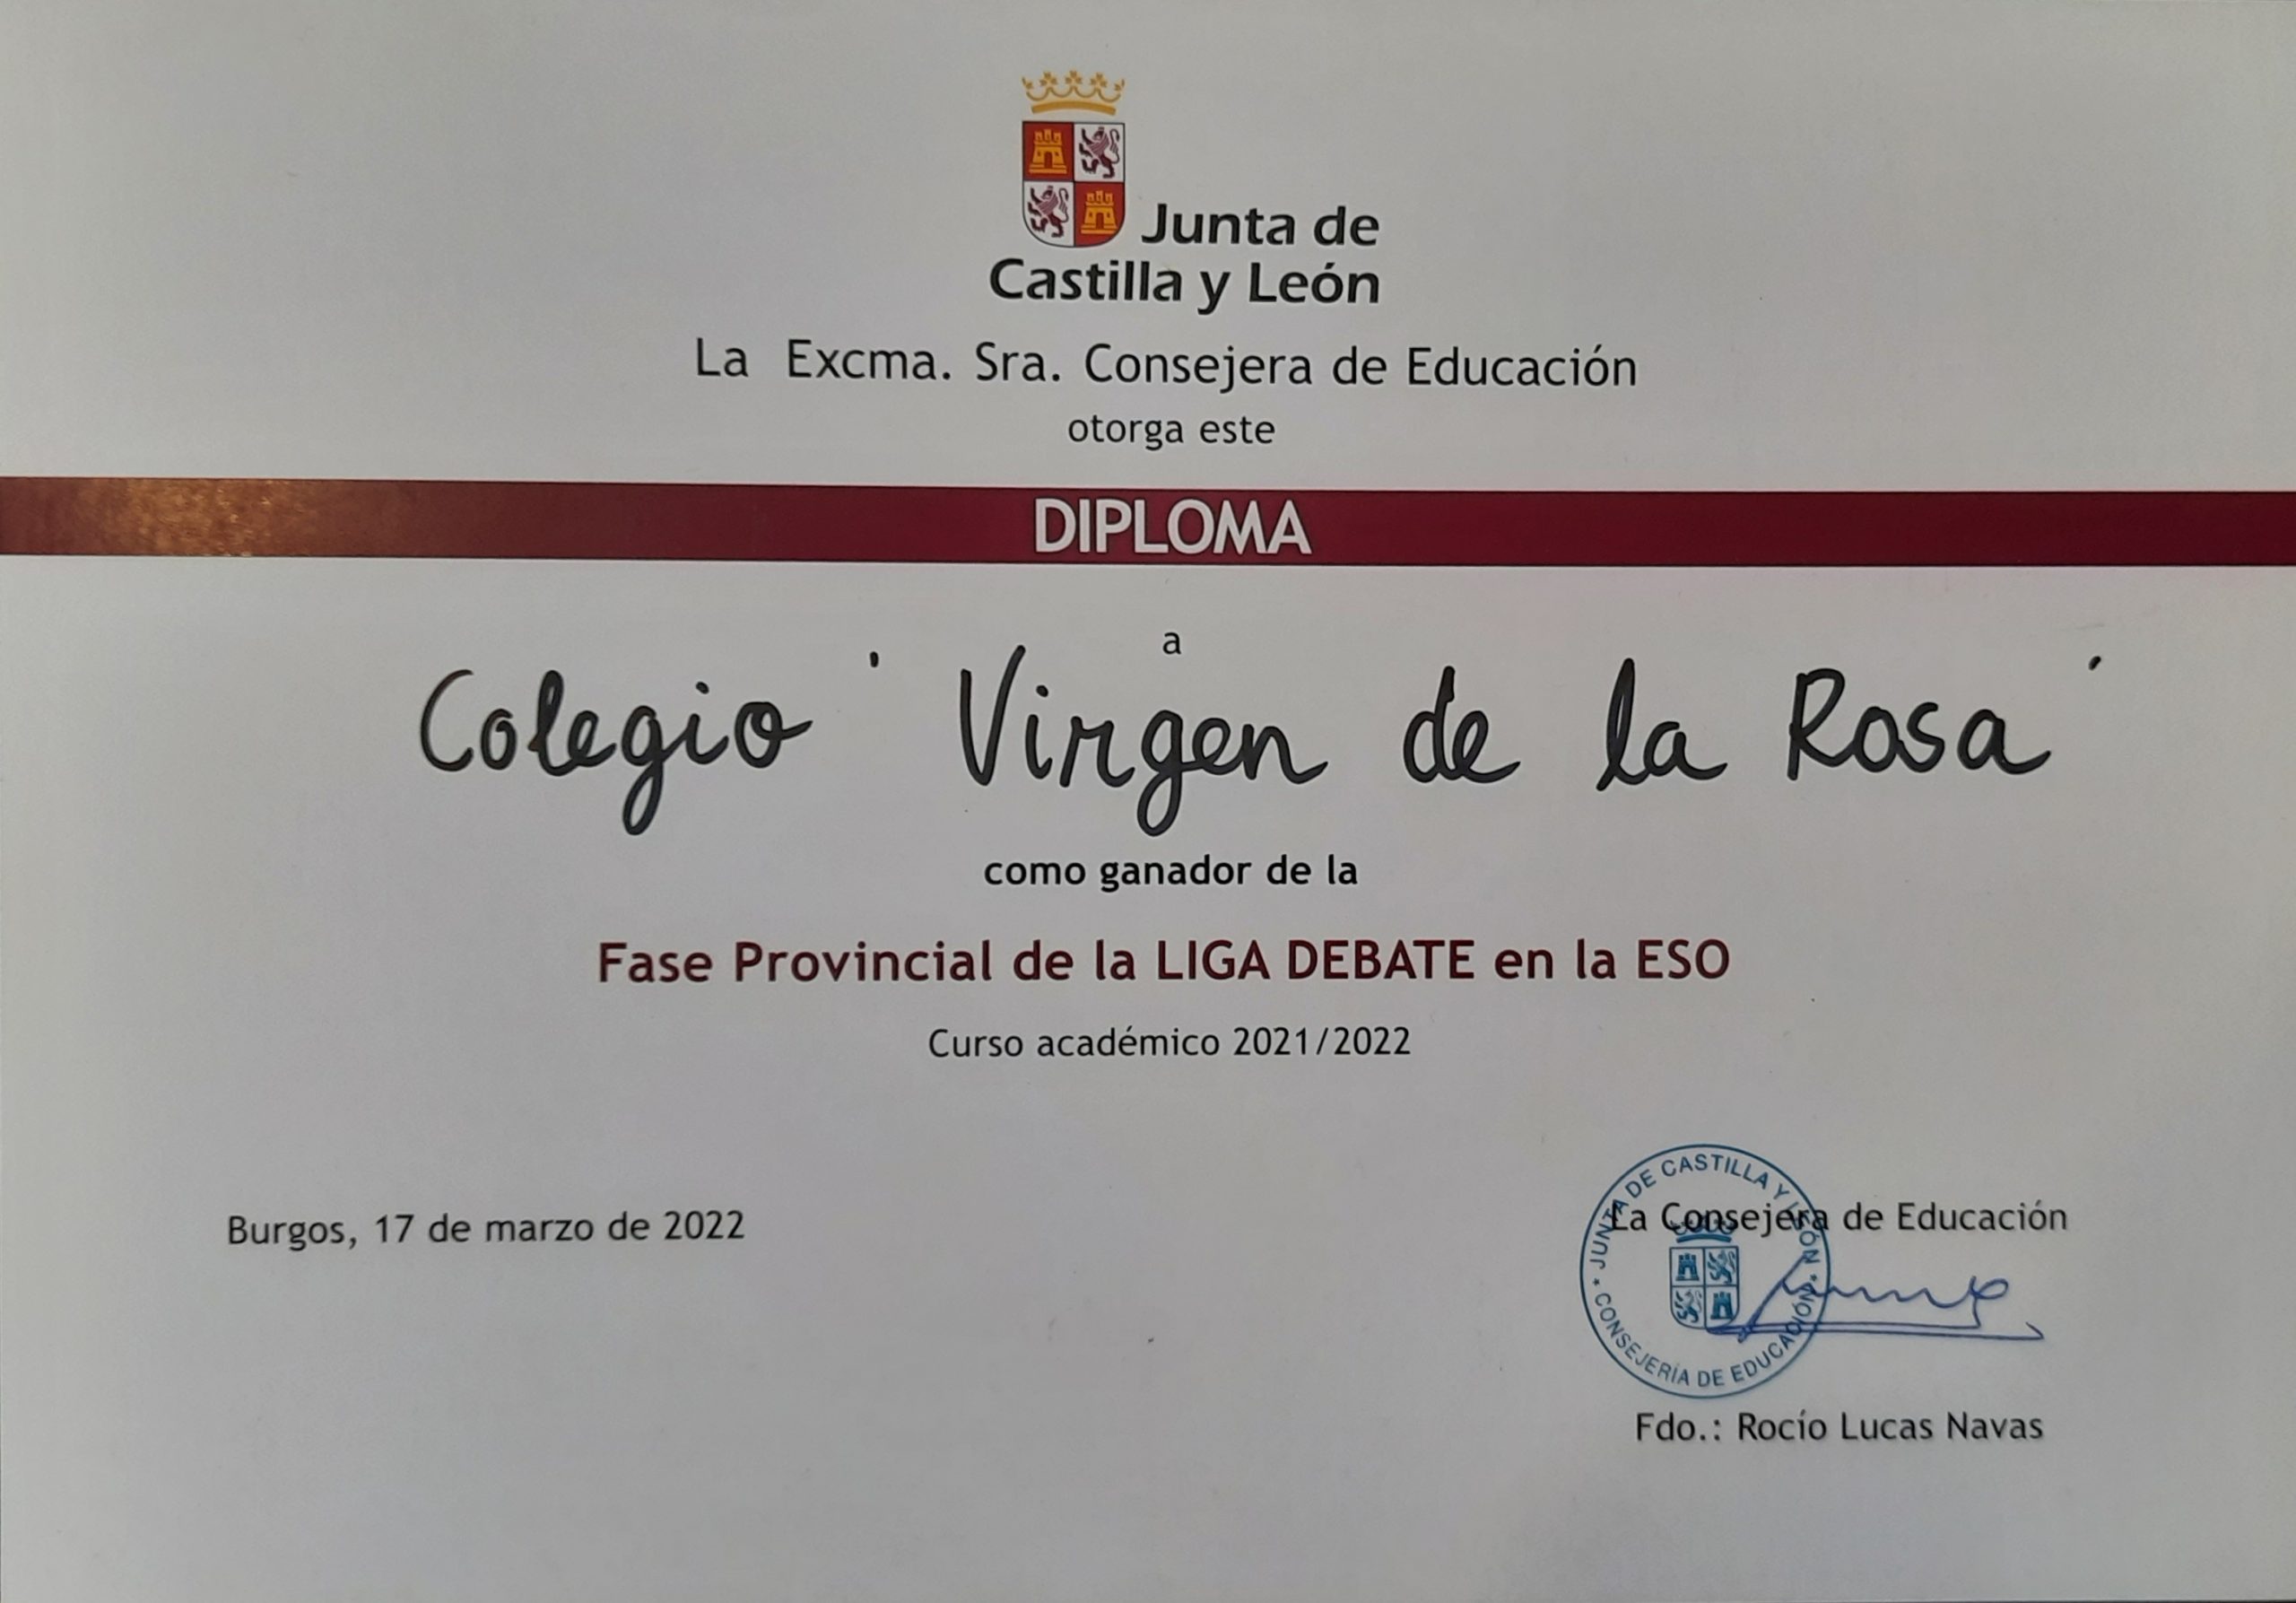 Junta de
Castilla y León
La Excma. Sra. Consejera de Educación
otorga este
DIPLOMA
a
Colegio ' Virgen de la Rosa '
como ganador de la
Fase Provincial de la LIGA DEBATE en la ESO
Curso académico 2021/2022
Burgos, 17 de marzo de 2022
La Consejera de Educación
* JUNTA DE CASTILLA Y LEÓN *
CONSEJERÍA DE EDUCACIÓN
Fdo.: Rocío Lucas Navas